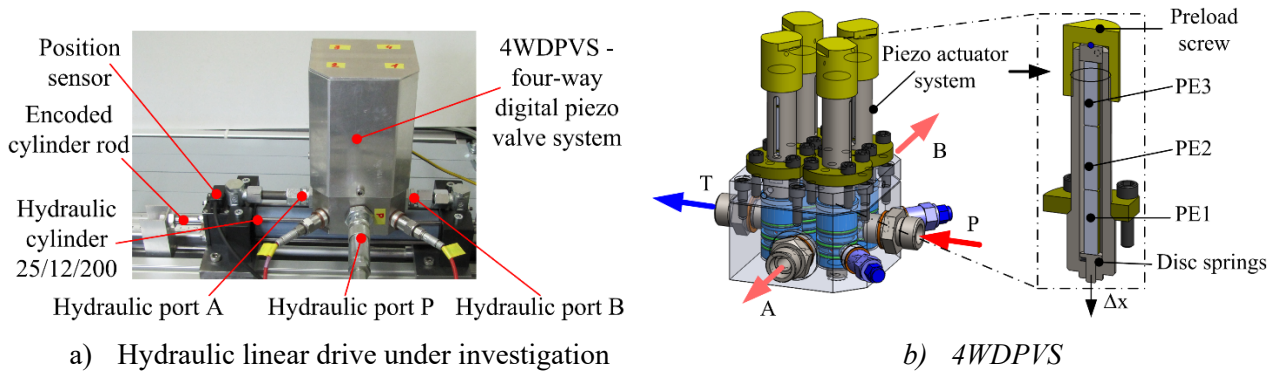 a)
Position
sensor
Encoded
cylinder rod
Hydraulic
cylinder
25/12/200
4WDPVS -
four-way
digital piezo
valve system
Hydraulic port A
Hydraulic port P
Hydraulic port B
a) Hydraulic linear drive under investigation
b)
Preload
screw
Piezo actuator
system
PE3
PE2
PE1
Disc springs
Δx
T
B
P
A
b) 4WDPVS